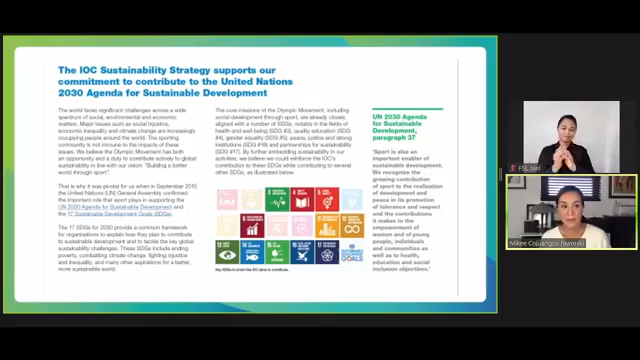 The IOC Sustainability Strategy supports our
commitment to contribute to the United Nations
2030 Agenda for Sustainable Development
The world faces significant challenges across a wide
spectrum of social, environmental and economic
matters. Major issues such as social injustice,
economic inequality and climate change are increasingly
occupying people around the world. The sporting
community is not immune to the impacts of these
issues. We believe the Olympic Movement has both
an opportunity and a duty to contribute actively to global
sustainability in line with our vision: "Building a better
world through sport".
That is why it was pivotal for us when in September 2015
the United Nations (UN) General Assembly confirmed
the important role that sport plays in supporting the
UN 2030 Agenda for Sustainable Development and
the 17 Sustainable Development Goals (SDGs).
The 17 SDGs for 2030 provide a common framework
for organisations to explain how they plan to contribute
to sustainable development and to tackle the key global
sustainability challenges. These SDGs include ending
poverty, combatting climate change, fighting injustice
and inequality, and many other aspirations for a better,
more sustainable world.
The core missions of the Olympic Movement, including
social development through sport, are already closely
aligned with a number of SDGs, notably in the fields of
health and well-being (SDG #3), quality education (SDG
#4), gender equality (SDG #5), peace, justice and strong
institutions (SDG #16) and partnerships for sustainability
(SDG #17). By further embedding sustainability in our
activities, we believe we could reinforce the IOC's
contribution to these SDGs while contributing to several
other SDGs, as illustrated below.
SUSTAINABLE
DEVELOPMENT
GOALS
Key SDGs to which the IOC aims to contribute.
UN 2030 Agenda
for Sustainable
Development,
paragraph 37
"Sport is also an
important enabler of
sustainable development.
We recognize the
growing contribution
of sport to the realization
of development and
peace in its promotion
of tolerance and respect
and the contributions
it makes to the
empowerment of
women and of young
people, individuals
and communities as
well as to health,
education and social
inclusion objectives."
FSL Joel
Mikee Cojuangco Jaworski